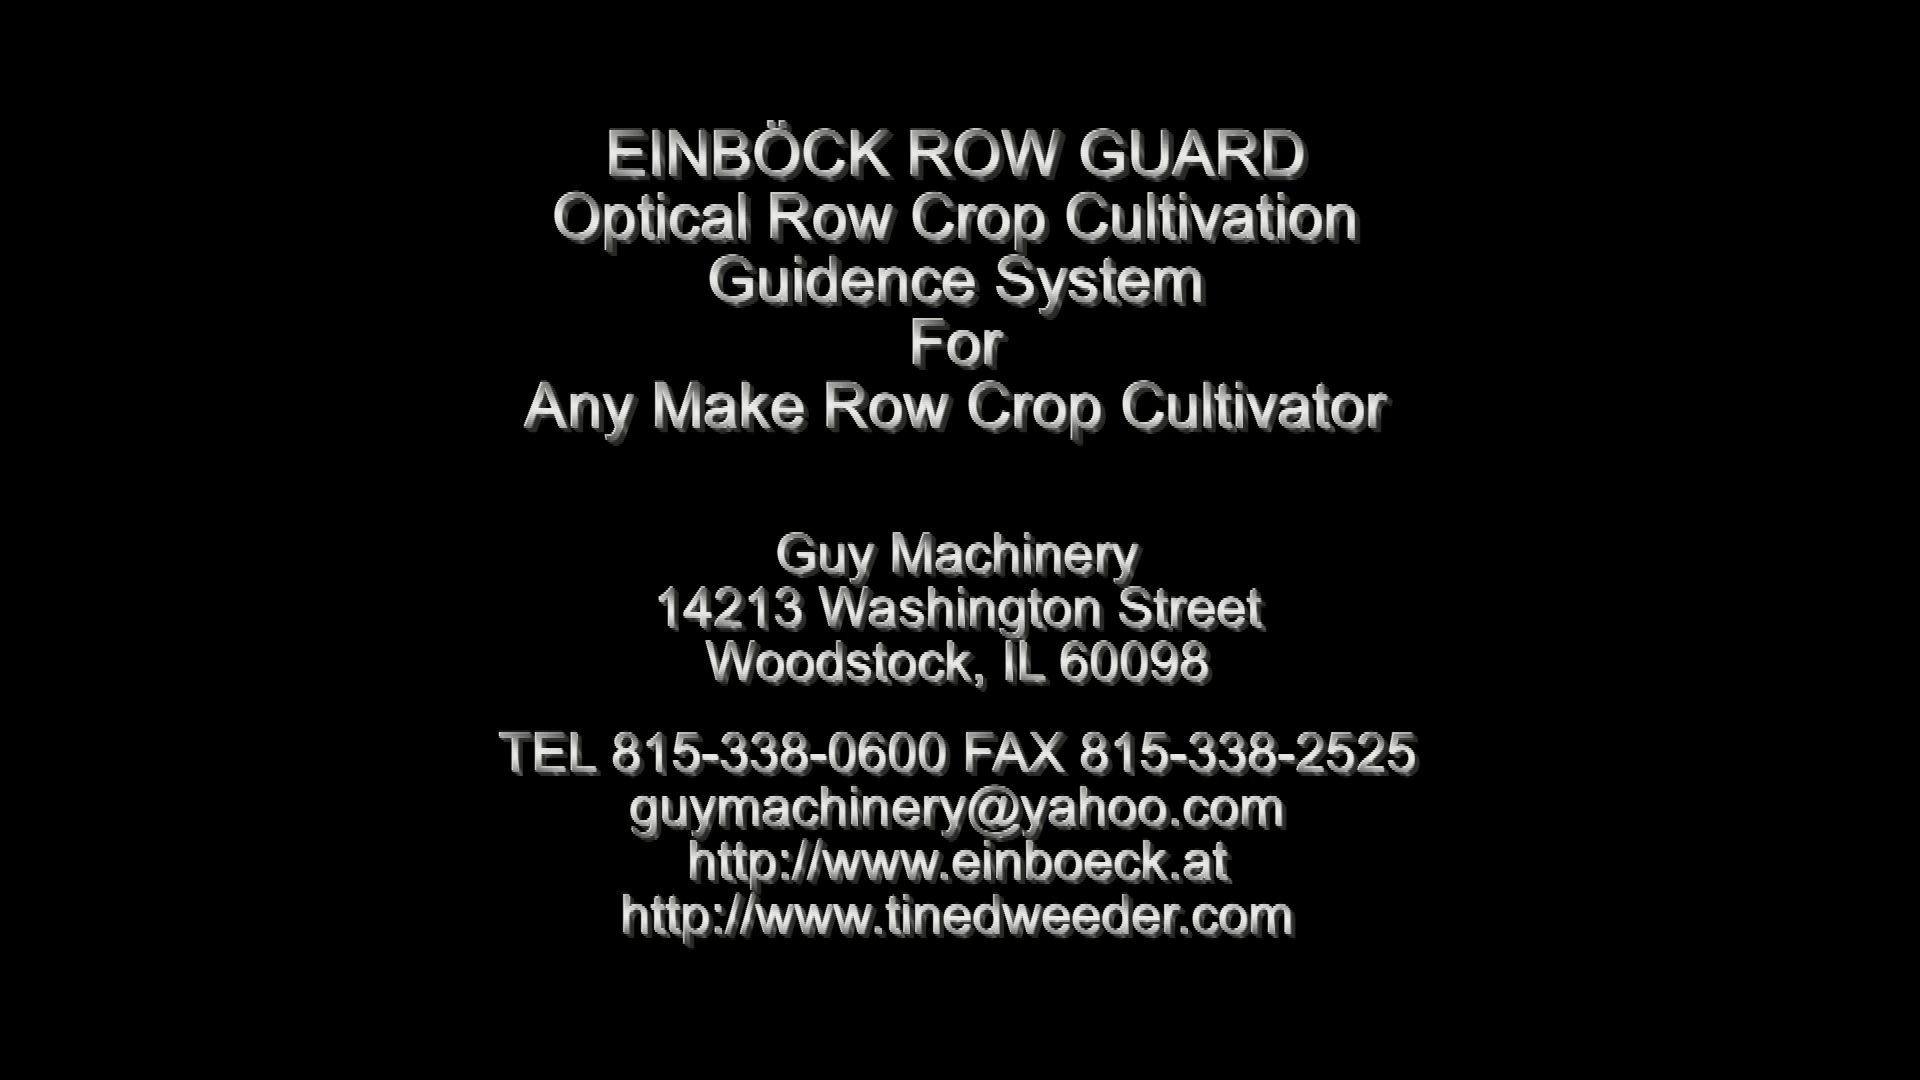 EINBÖCK ROW GUARD
Optical Row Crop Cultivation
Guidence System
For
Any Make Row Crop Cultivator
Guy Machinery
14213 Washington Street
Woodstock, IL 60098
TEL 815-338-0600 FAX 815-338-2525
guymachinery@yahoo.com
http://www.einboeck.at
http://www.tinedweeder.com